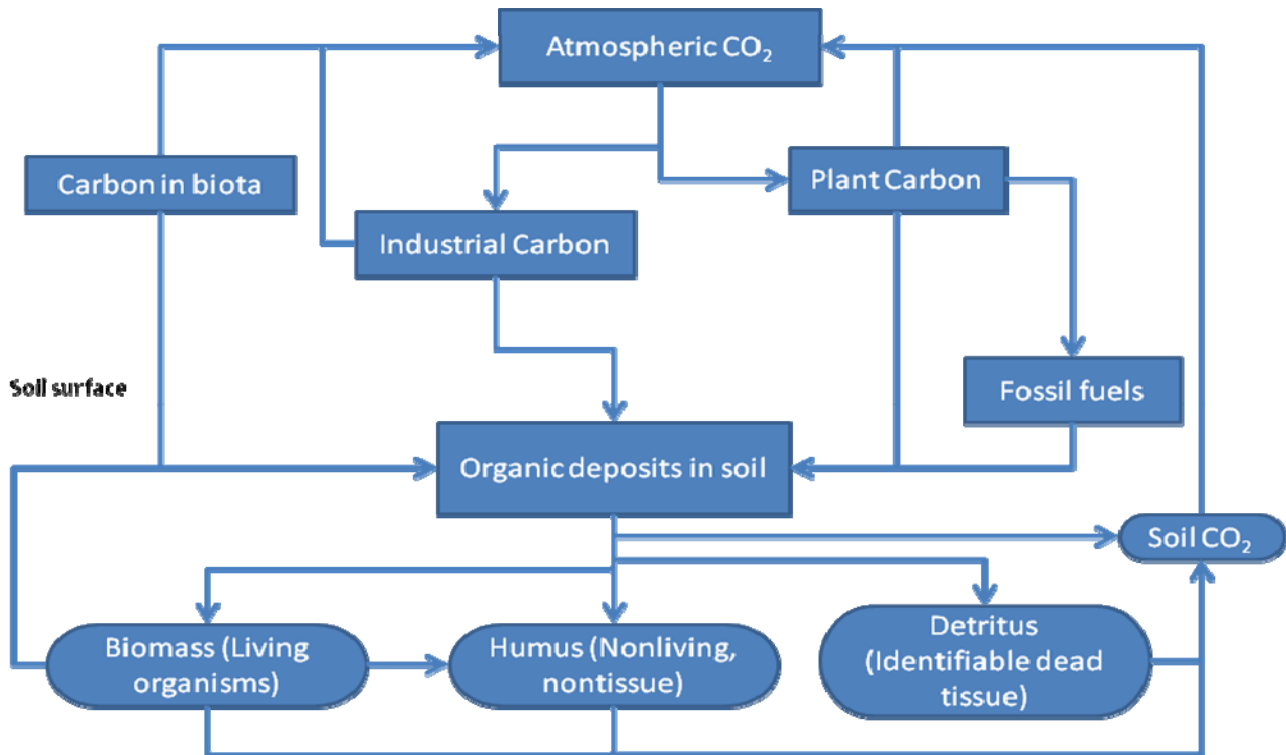 Atmospheric CO₂
Carbon in biota
Plant Carbon
Industrial Carbon
Soil surface
Fossil fuels
Organic deposits in soil
Soil CO₂
Biomass (Living
organisms)
Humus (Nonliving,
nontissue)
Detritus
(Identifiable dead
tissue)